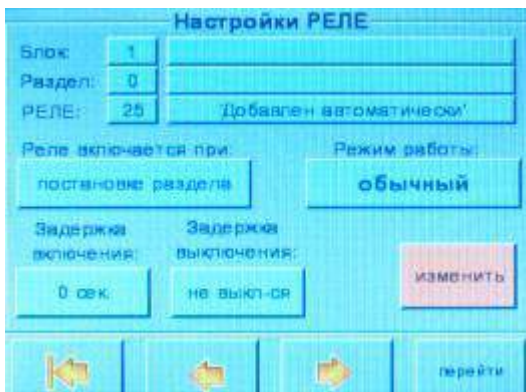 Настройки РЕЛЕ
Блок: 1
Раздел: 0
РЕЛЕ: 25 'Добавлен автоматически'
Реле включается при: Режим работы:
постановке раздела обычный
Задержка включения: Задержка выключения:
0 сек. не выкл-ся изменить
перейти